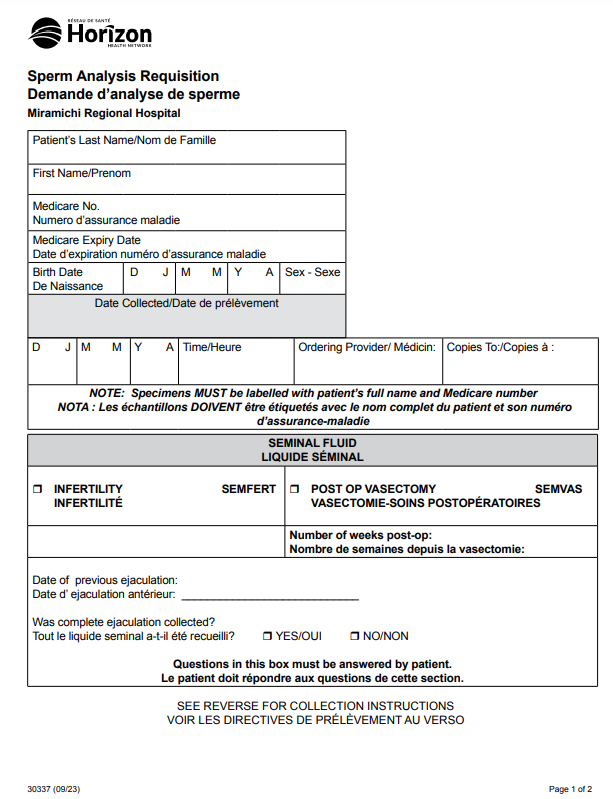 RÉSEAU DE SANTÉ
Horizon
HEALTH NETWORK
Sperm Analysis Requisition
Demande d'analyse de sperme
Miramichi Regional Hospital
Patient's Last Name/Nom de Famille
First Name/Prenom
Medicare No.
Numero d'assurance maladie
Medicare Expiry Date
Date d'expiration numéro d'assurance maladie
Birth Date D J M M Y A Sex - Sexe
De Naissance
Date Collected/Date de prélèvement
D J M M Y A Time/Heure Ordering Provider/ Médicin: Copies To:/Copies à :
NOTE: Specimens MUST be labelled with patient's full name and Medicare number
NOTA : Les échantillons DOIVENT être étiquetés avec le nom complet du patient et son numéro
d'assurance-maladie
SEMINAL FLUID
LIQUIDE SÉMINAL
❒ INFERTILITY SEMFERT ❒ POST OP VASECTOMY SEMVAS
INFERTILITÉ VASECTOMIE-SOINS POSTOPÉRATOIRES
Number of weeks post-op:
Nombre de semaines depuis la vasectomie:
Date of previous ejaculation:
Date d' ejaculation antérieur: ____________________________
Was complete ejaculation collected?
Tout le liquide seminal a-t-il été recueilli? ❒ YES/OUI ❒ NO/NON
Questions in this box must be answered by patient.
Le patient doit répondre aux questions de cette section.
SEE REVERSE FOR COLLECTION INSTRUCTIONS
VOIR LES DIRECTIVES DE PRÉLÈVEMENT AU VERSO
30337 (09/23) Page 1 of 2